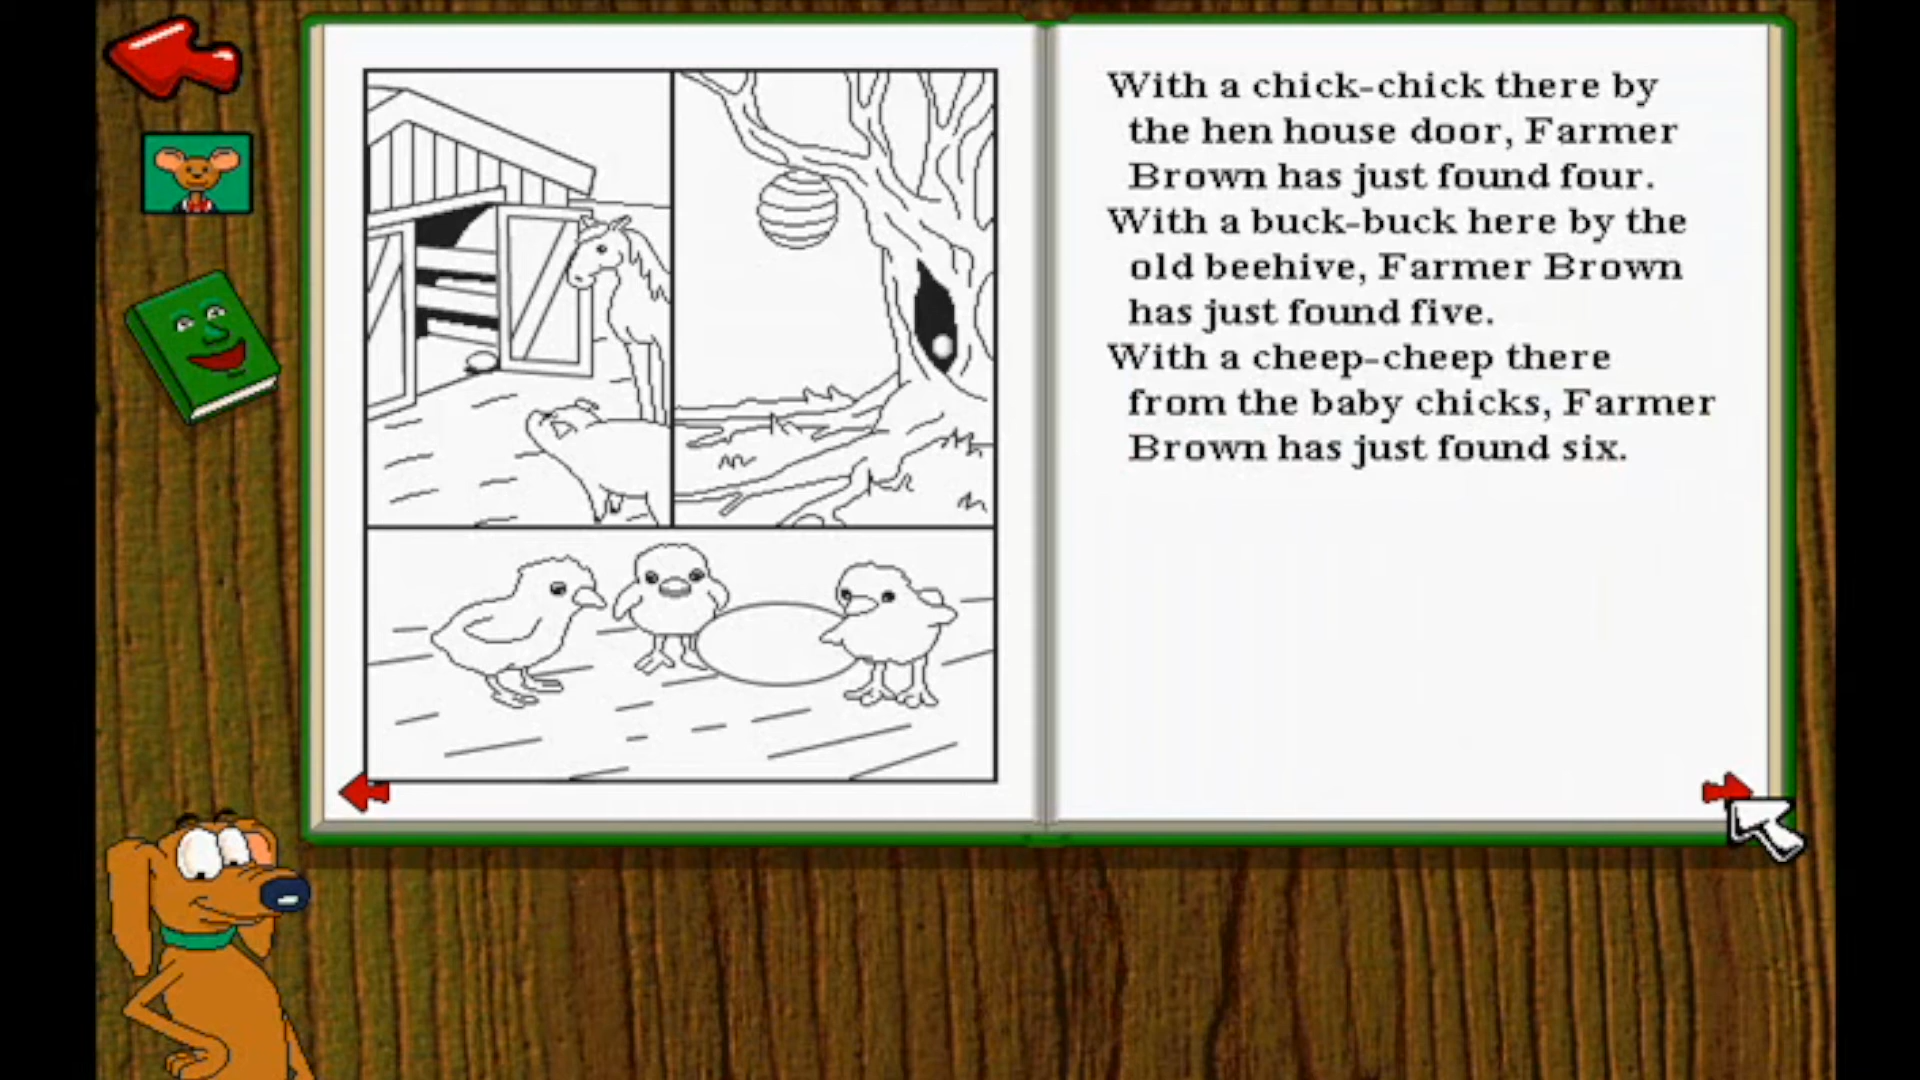 With a chick-chick there by
the hen house door, Farmer
Brown has just found four.
With a buck-buck here by the
old beehive, Farmer Brown
has just found five.
With a cheep-cheep there
from the baby chicks, Farmer
Brown has just found six.